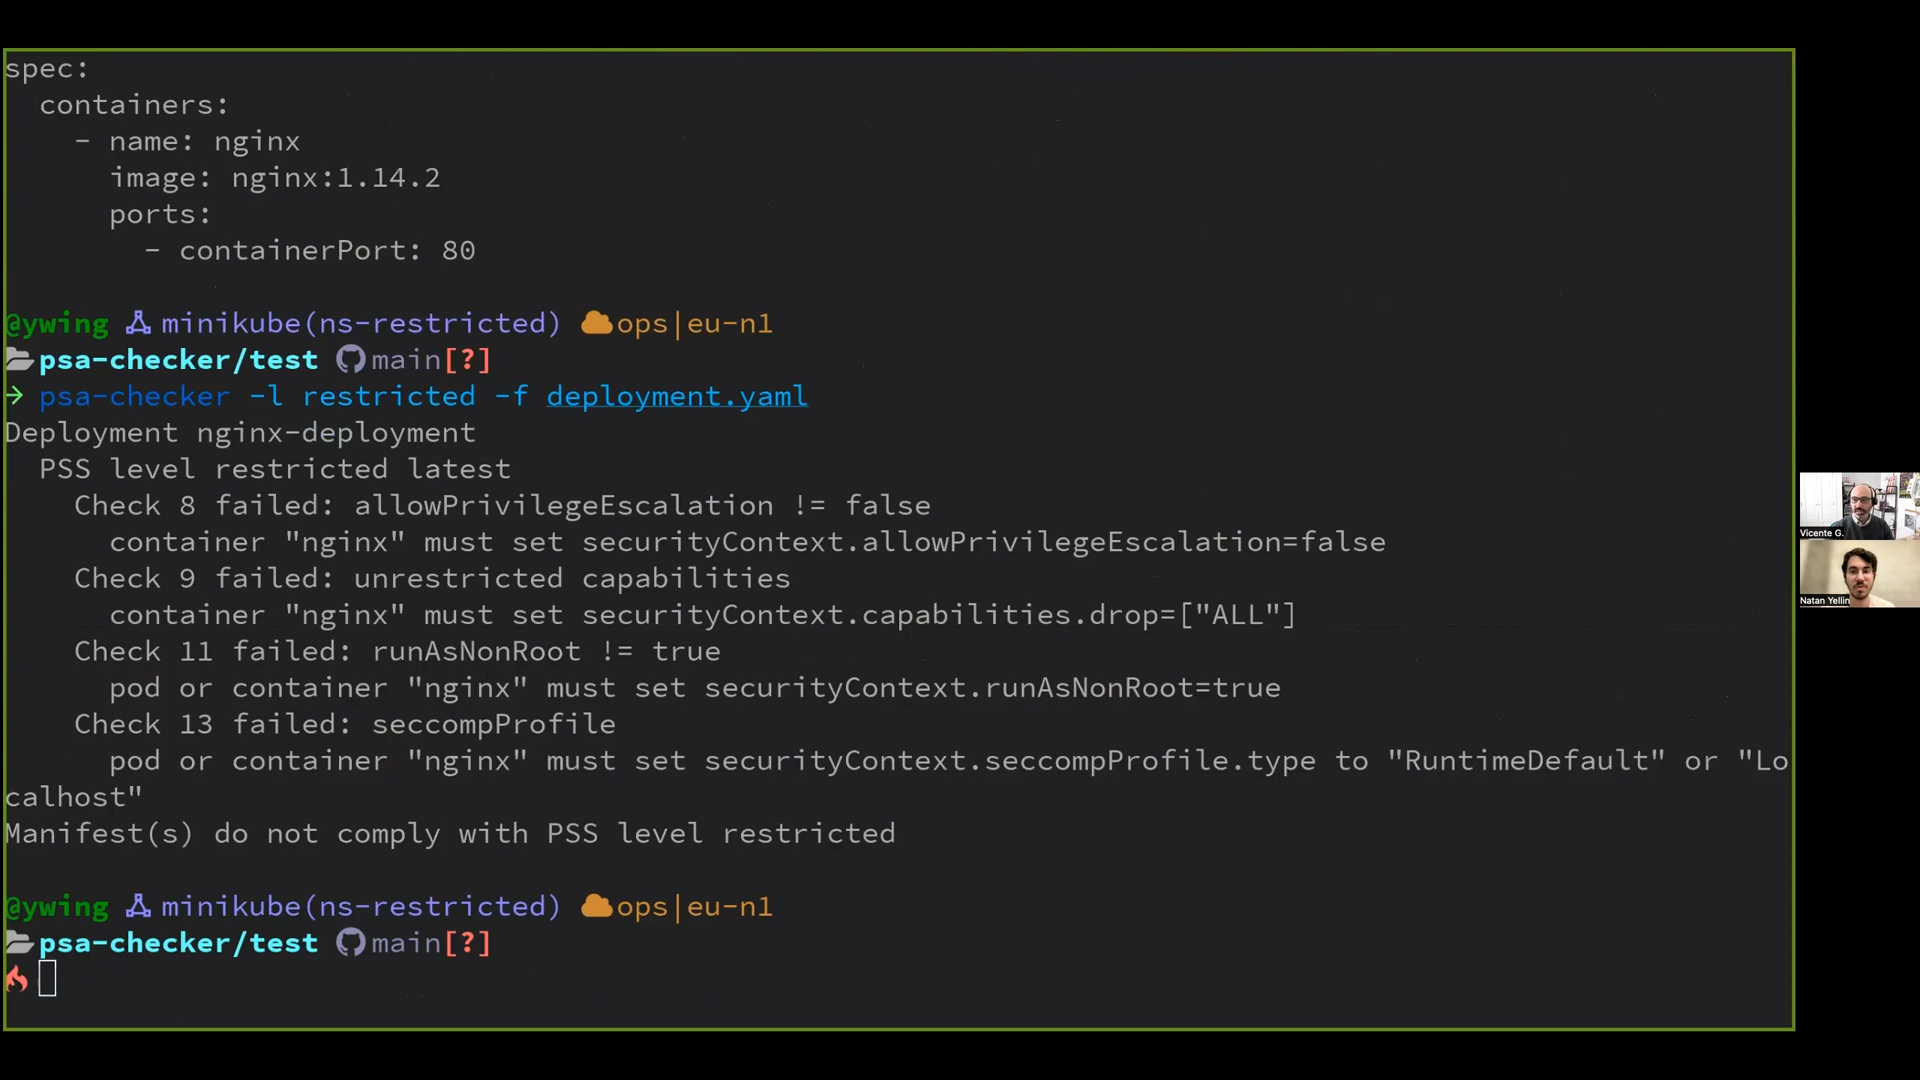 spec:
  containers:
    - name: nginx
      image: nginx:1.14.2
      ports:
        - containerPort: 80
@ywing minikube(ns-restricted) ops|eu-n1
psa-checker/test main[?]
→ psa-checker -l restricted -f deployment.yaml
Deployment nginx-deployment
  PSS level restricted latest
    Check 8 failed: allowPrivilegeEscalation != false
      container "nginx" must set securityContext.allowPrivilegeEscalation=false
    Check 9 failed: unrestricted capabilities
      container "nginx" must set securityContext.capabilities.drop=["ALL"]
    Check 11 failed: runAsNonRoot != true
      pod or container "nginx" must set securityContext.runAsNonRoot=true
    Check 13 failed: seccompProfile
      pod or container "nginx" must set securityContext.seccompProfile.type to "RuntimeDefault" or "Lo
calhost"
Manifest(s) do not comply with PSS level restricted
@ywing minikube(ns-restricted) ops|eu-n1
psa-checker/test main[?]
Vicente G.
Natan Yellin